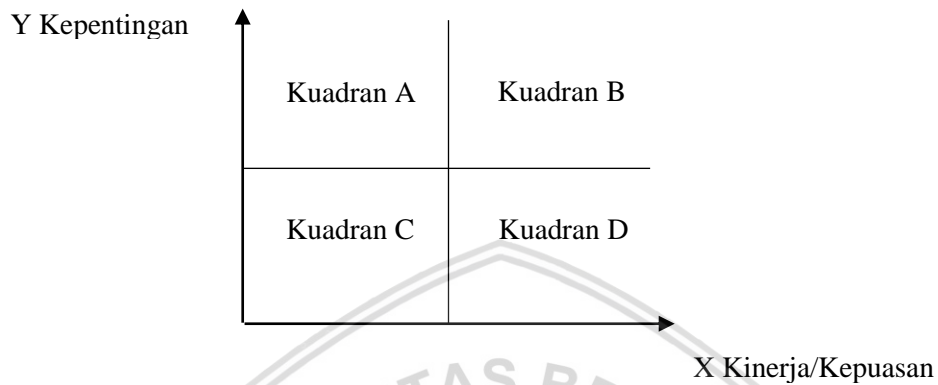 Y Kepentingan
Kuadran A Kuadran B
Kuadran C Kuadran D
X Kinerja/Kepuasan